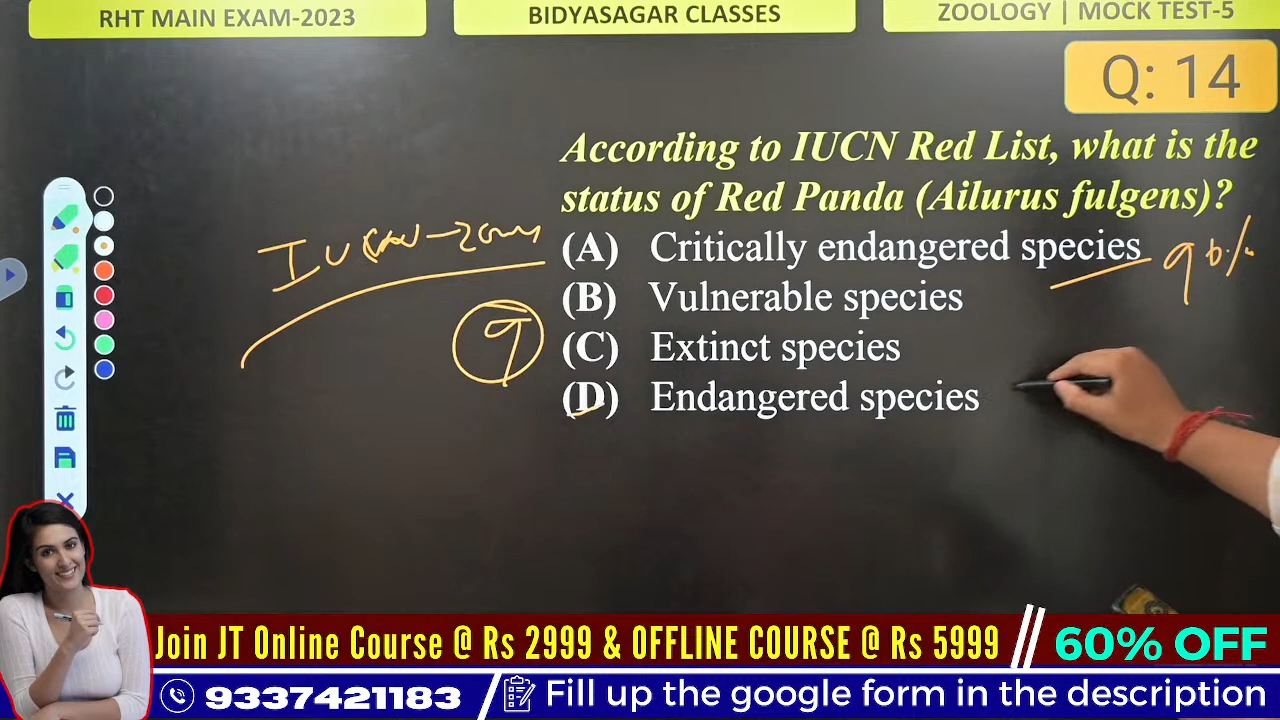 RHT MAIN EXAM-2023
BIDYASAGAR CLASSES
ZOOLOGY | MOCK TEST-5
Q: 14
According to IUCN Red List, what is the
status of Red Panda (Ailurus fulgens)?
(A) Critically endangered species
(B) Vulnerable species
(C) Extinct species
(D) Endangered species
9
Join JT Online Course @ Rs 2999 & OFFLINE COURSE @ Rs 5999 // 60% OFF
9337421183 / Fill up the google form in the description